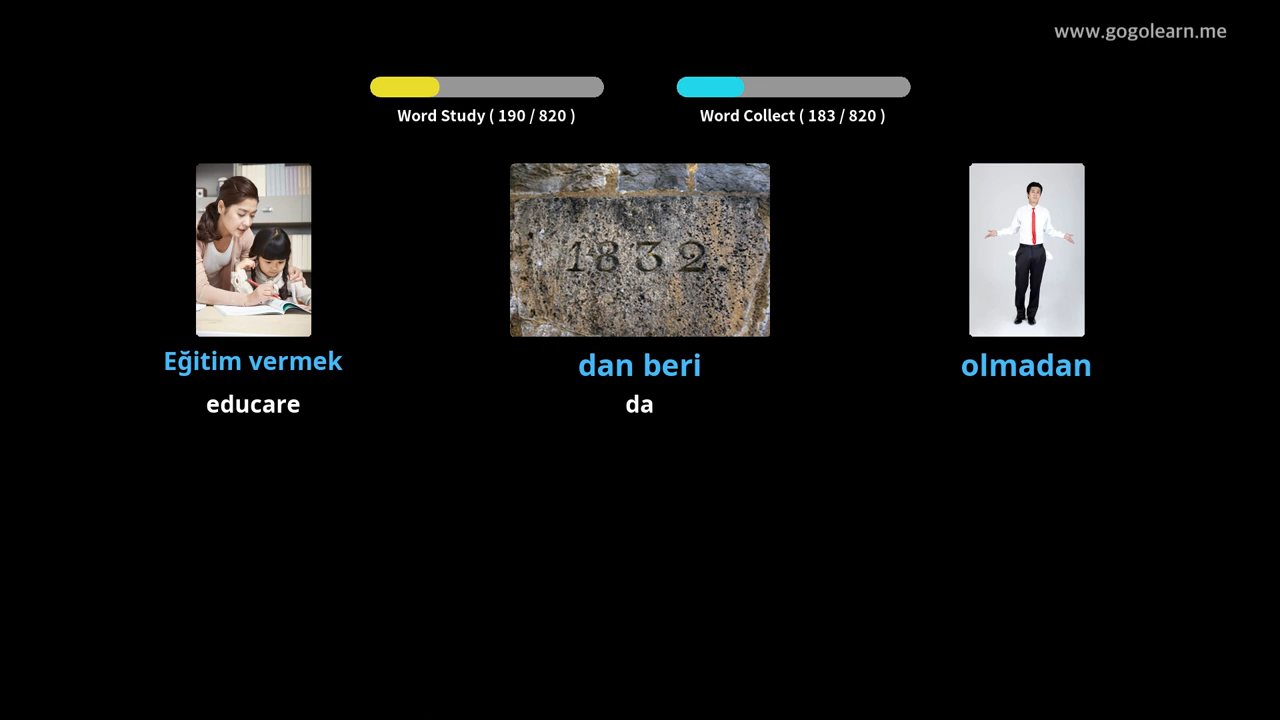 www.gogolearn.me
Word Study ( 190 / 820 )
Word Collect ( 183 / 820 )
1832.
Eğitim vermek
dan beri
olmadan
educare
da